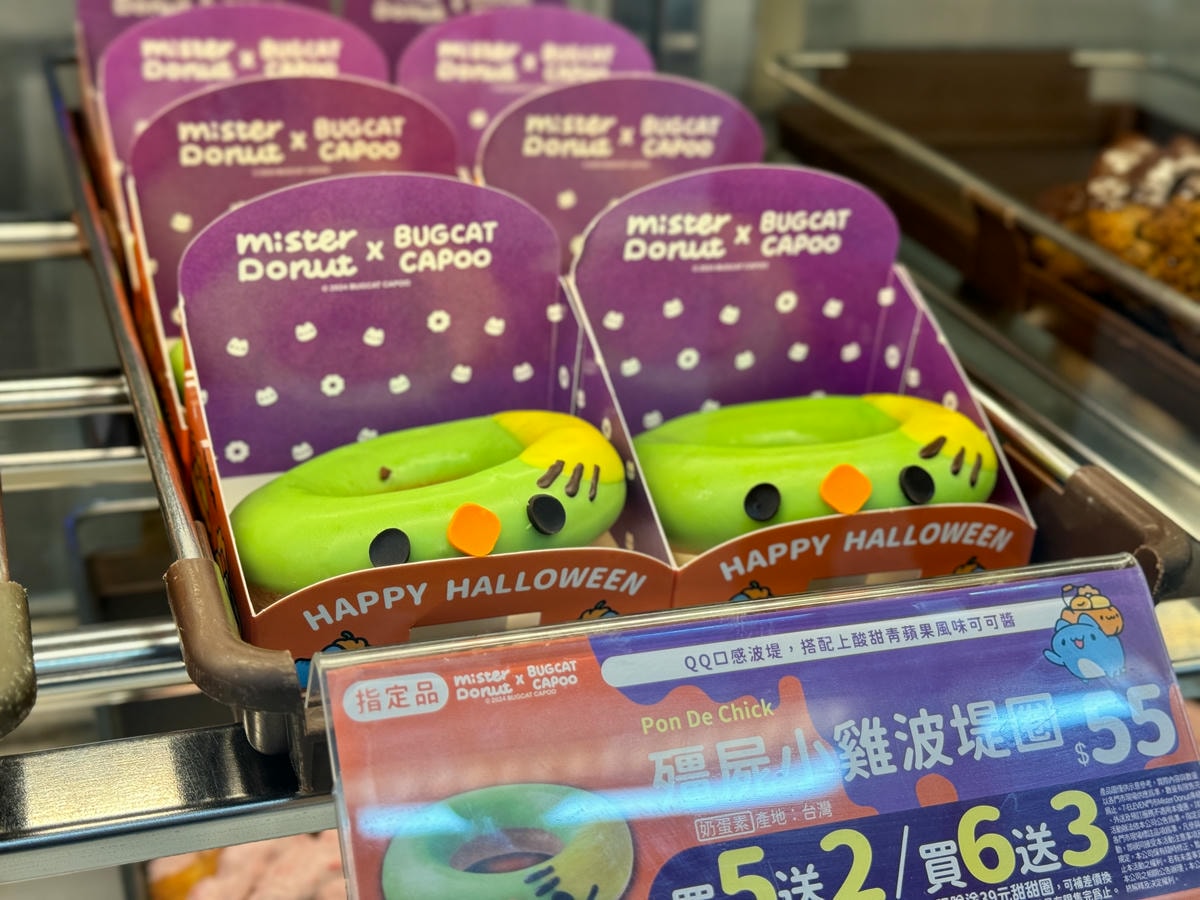 mister Donut x BUGCAT CAPOO
mister Donut x BUGCAT CAPOO
mister
Donut x BUGCAT
CAPOO
mister
Donut x BUGCAT
CAPOO
mister
Donut x BUGCAT
CAPOO
© 2024 BUGCAT CAPOO
mister
Donut x BUGCAT
CAPOO
HAPPY HALLOWEEN
HAPPY HALLOWEEN
QQ口感波堤，搭配上酸甜青蘋果風味可可醬
指定品
mister
Donut x BUGCAT
CAPOO
© 2024 BUGCAT CAPOO
Pon De Chick
殭屍小雞波堤圈 $55
奶蛋素 產地：台灣
買5送2/買6送3